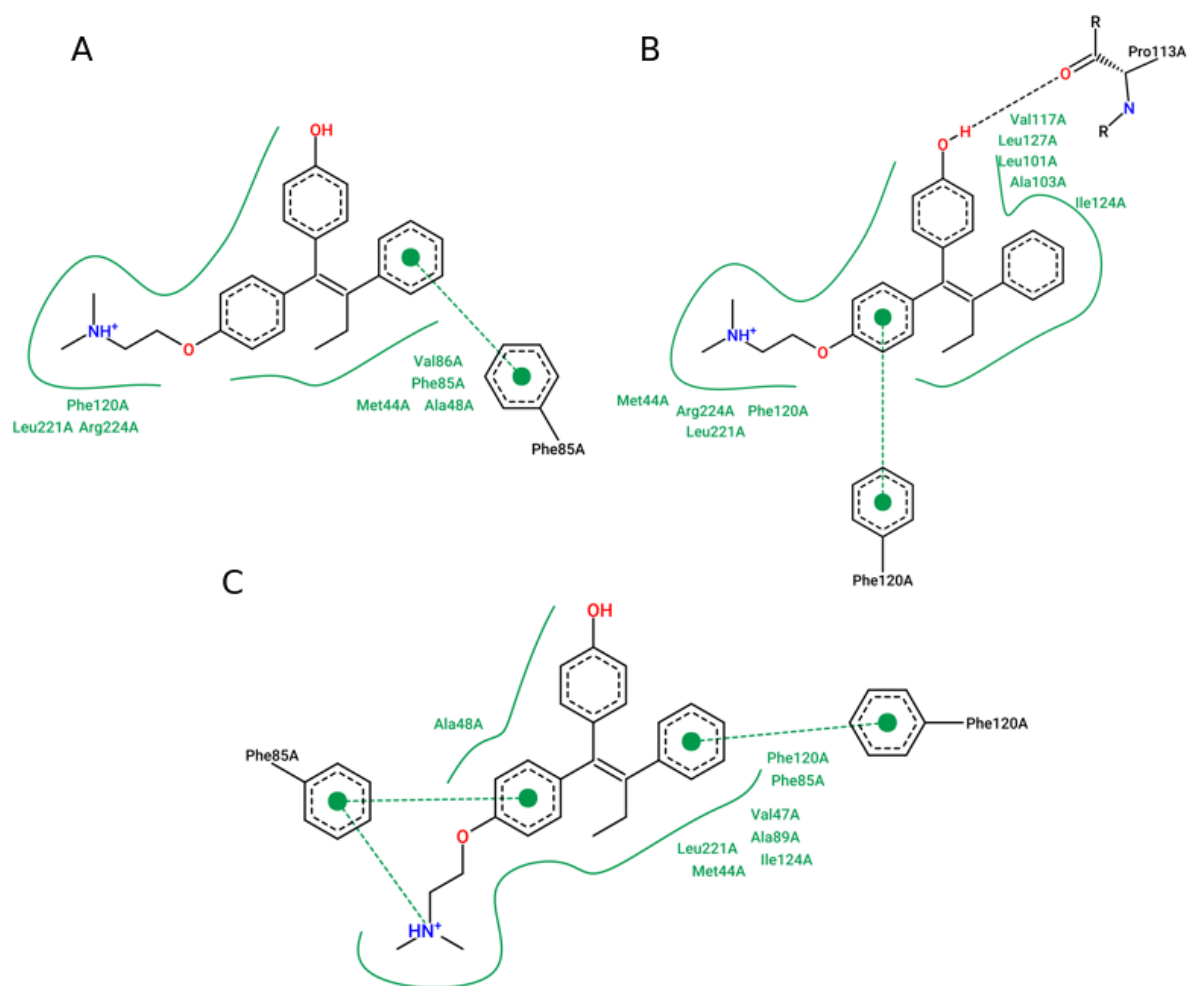 A
OH
NH+
O
Val86A
Phe85A
Met44A Ala48A
Phe85A
Phe120A
Leu221A Arg224A
B
R
O
Pro113A
N
R
H
O
Val117A
Leu127A
Leu101A
Ala103A
Ile124A
NH+
O
Met44A
Arg224A Phe120A
Leu221A
Phe120A
C
OH
Ala48A
Phe85A
Phe120A
Phe120A
Phe85A
Val47A
Leu221A Ala89A
Met44A Ile124A
O
HN+